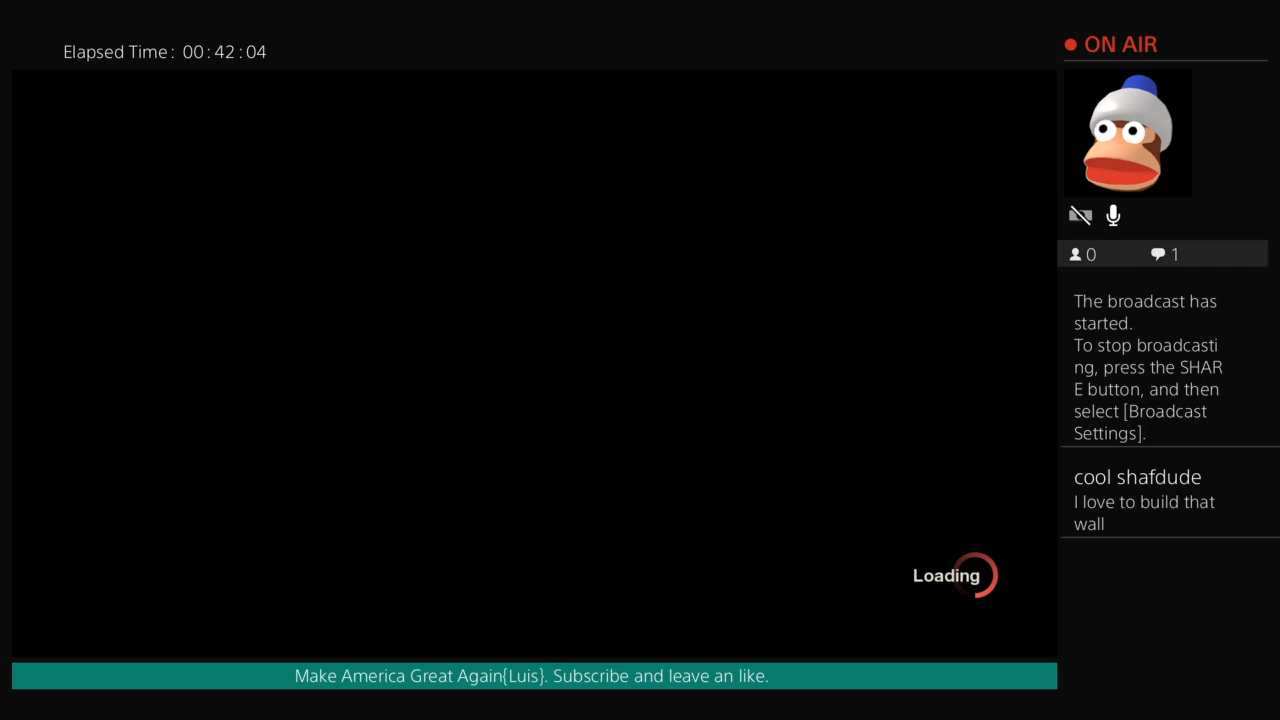 Elapsed Time: 00:42:04
ON AIR
0 1
The broadcast has
started.
To stop broadcasti
ng, press the SHAR
E button, and then
select [Broadcast
Settings].
cool shafdude
I love to build that
wall
Loading
Make America Great Again{Luis}. Subscribe and leave an like.